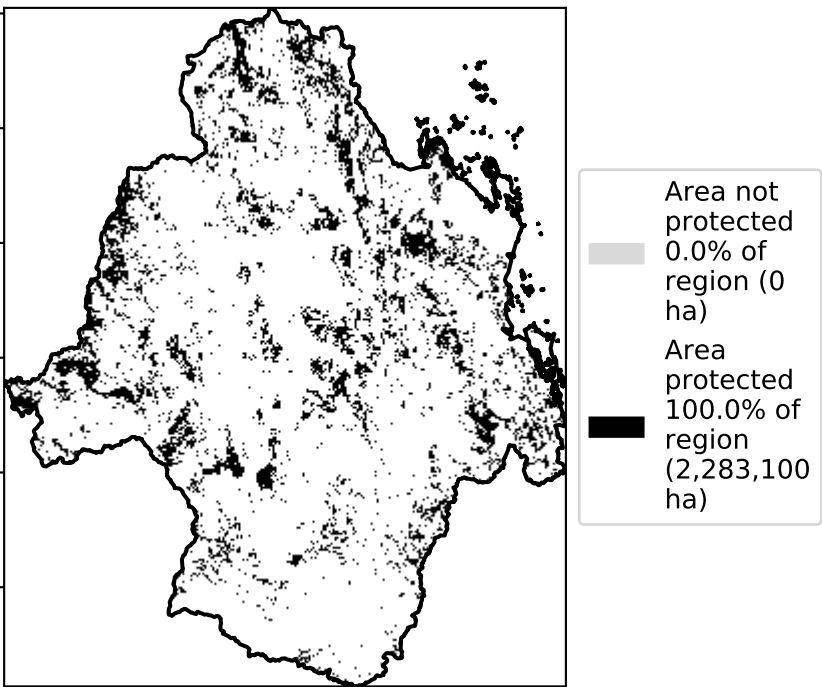 Area not
protected
0.0% of
region (0
ha)
Area
protected
100.0% of
region
(2,283,100
ha)